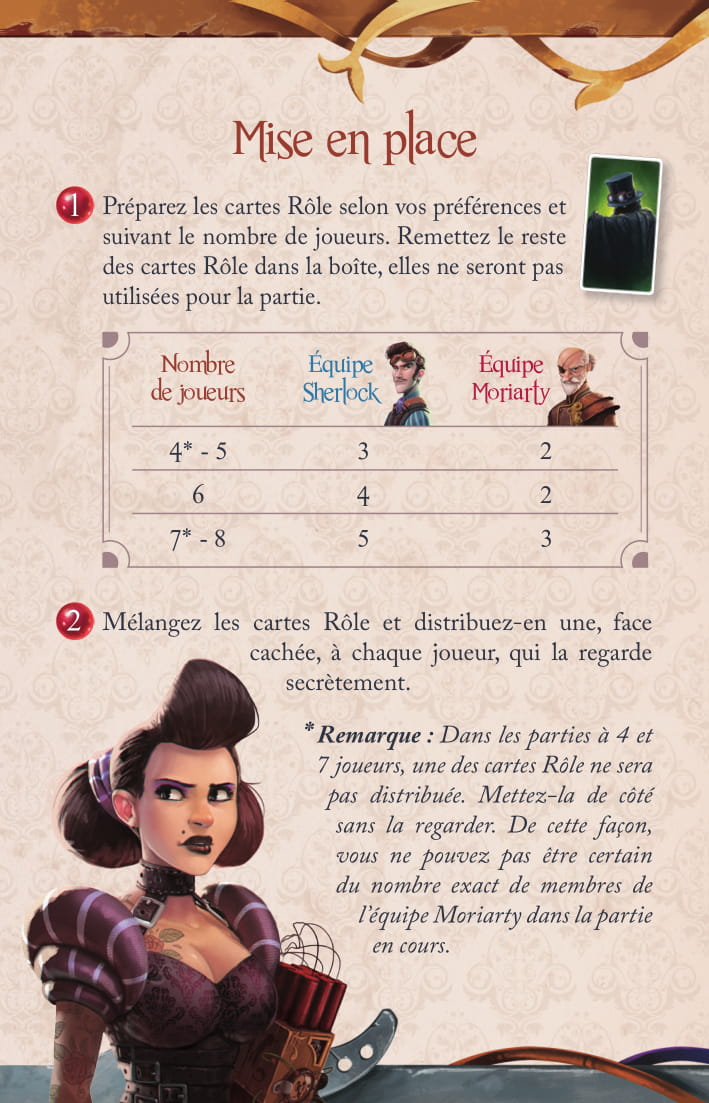 Mise en place
1 Préparez les cartes Rôle selon vos préférences et
suivant le nombre de joueurs. Remettez le reste
des cartes Rôle dans la boîte, elles ne seront pas
utilisées pour la partie.
Nombre de joueurs Équipe Sherlock Équipe Moriarty
4* - 5 3 2
6 4 2
7* - 8 5 3
2 Mélangez les cartes Rôle et distribuez-en une, face
cachée, à chaque joueur, qui la regarde
secrètement.
* Remarque : Dans les parties à 4 et
7 joueurs, une des cartes Rôle ne sera
pas distribuée. Mettez-la de côté
sans la regarder. De cette façon,
vous ne pouvez pas être certain
du nombre exact de membres de
l'équipe Moriarty dans la partie
en cours.